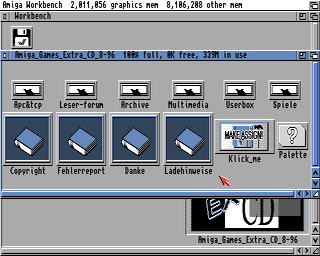 Amiga Workbench 2,011,056 graphics mem 8,106,208 other mem
Workbench
Amiga_Games_Extra_CD_8-96 100% full, 0K free, 339M in use
Apc&tcp Leser-forum Archive Multimedia Userbox Spiele
MAKE ASSIGN!
?
Copyright Fehlerreport Danke Ladehinweise Klick_me Palette
EX
CD
Amiga_Games_Extra_CD_8-96